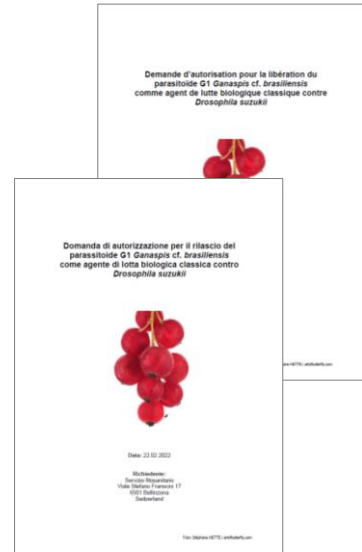 Demande d'autorisation pour la libération du
parasitoïde G1 Ganaspis cf. brasiliensis
comme agent de lutte biologique classique contre
Drosophila suzukii
Domanda di autorizzazione per il rilascio del
parassitoide G1 Ganaspis cf. brasiliensis
come agente di lotta biologica classica contro
Drosophila suzukii
Data: 22.02.2022
Richiedente:
Servizio fitosanitario
Viale Stefano Franscini 17
6501 Bellinzona
Switzerland